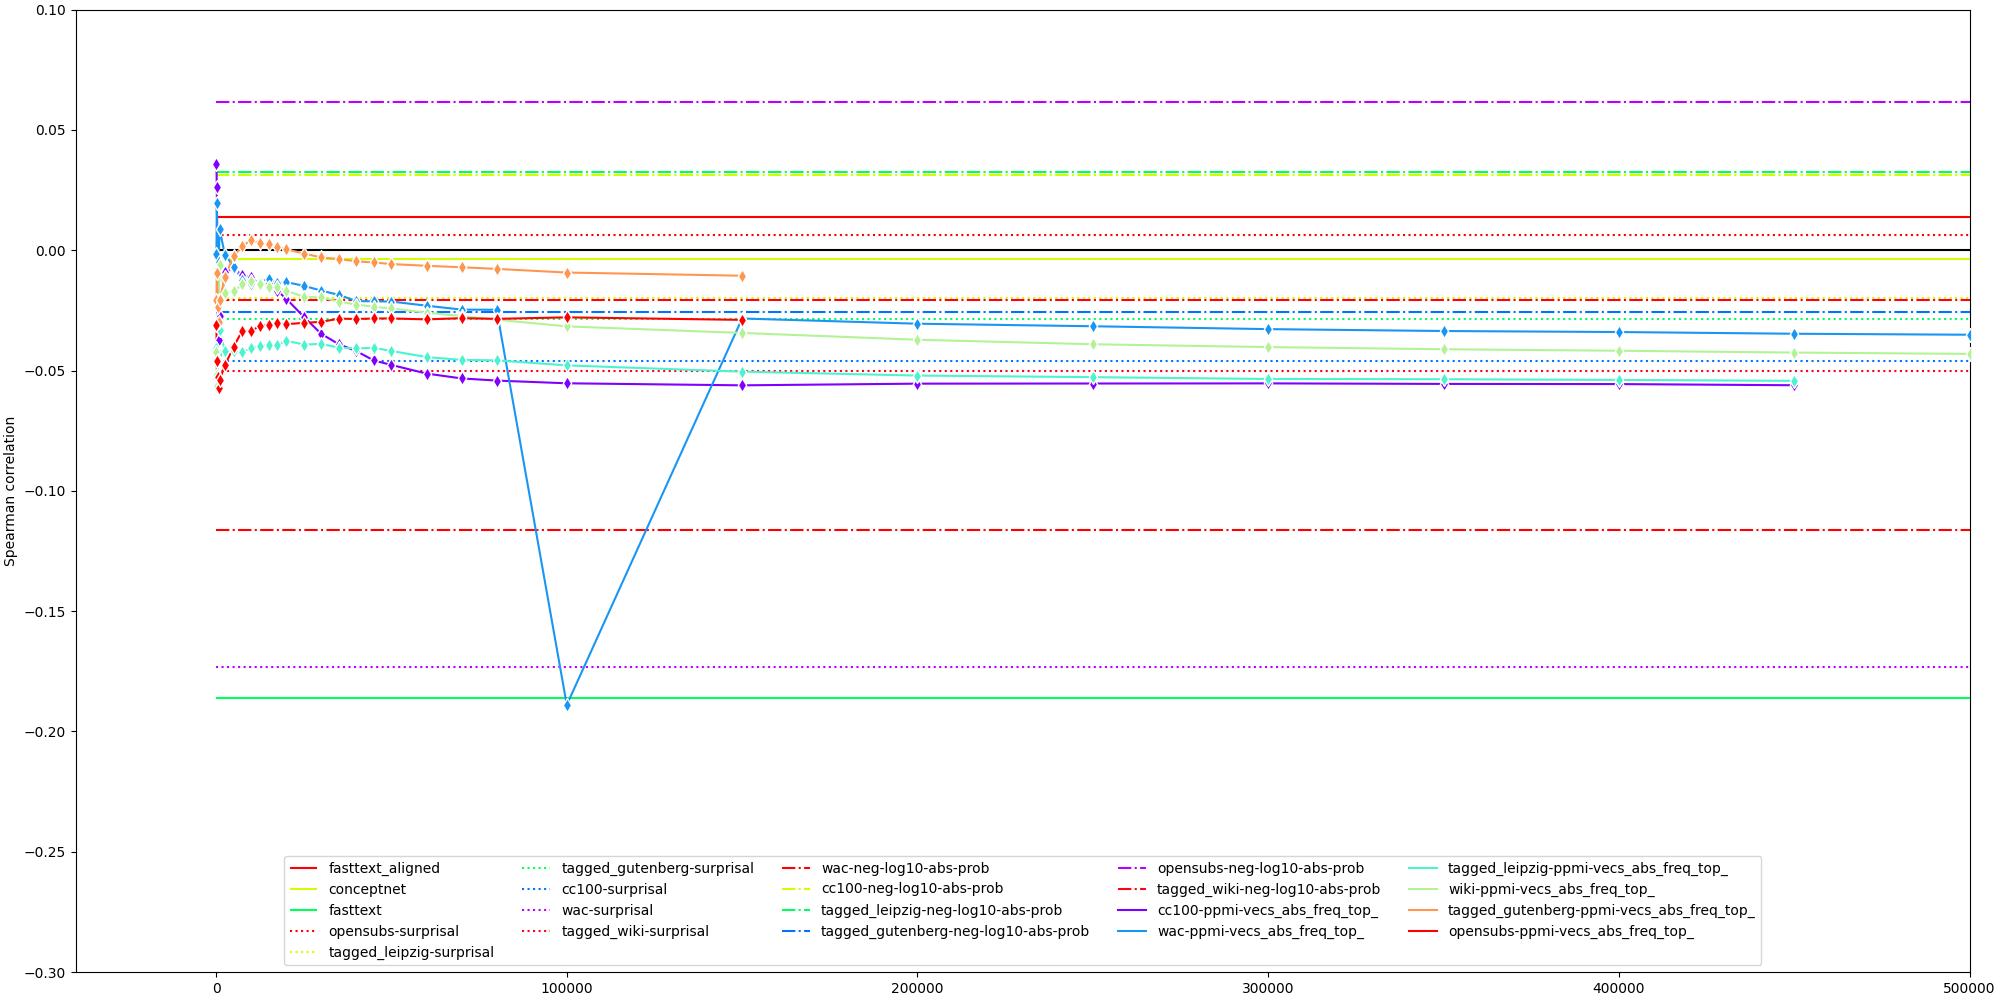 0.10
0.05
0.00
−0.05
−0.10
−0.15
−0.20
−0.25
−0.30
Spearman correlation
fasttext_aligned
conceptnet
fasttext
opensubs-surprisal
tagged_leipzig-surprisal
tagged_gutenberg-surprisal
cc100-surprisal
wac-surprisal
tagged_wiki-surprisal
wac-neg-log10-abs-prob
cc100-neg-log10-abs-prob
tagged_leipzig-neg-log10-abs-prob
tagged_gutenberg-neg-log10-abs-prob
opensubs-neg-log10-abs-prob
tagged_wiki-neg-log10-abs-prob
cc100-ppmi-vecs_abs_freq_top_
wac-ppmi-vecs_abs_freq_top_
tagged_leipzig-ppmi-vecs_abs_freq_top_
wiki-ppmi-vecs_abs_freq_top_
tagged_gutenberg-ppmi-vecs_abs_freq_top_
opensubs-ppmi-vecs_abs_freq_top_
0
100000
200000
300000
400000
500000